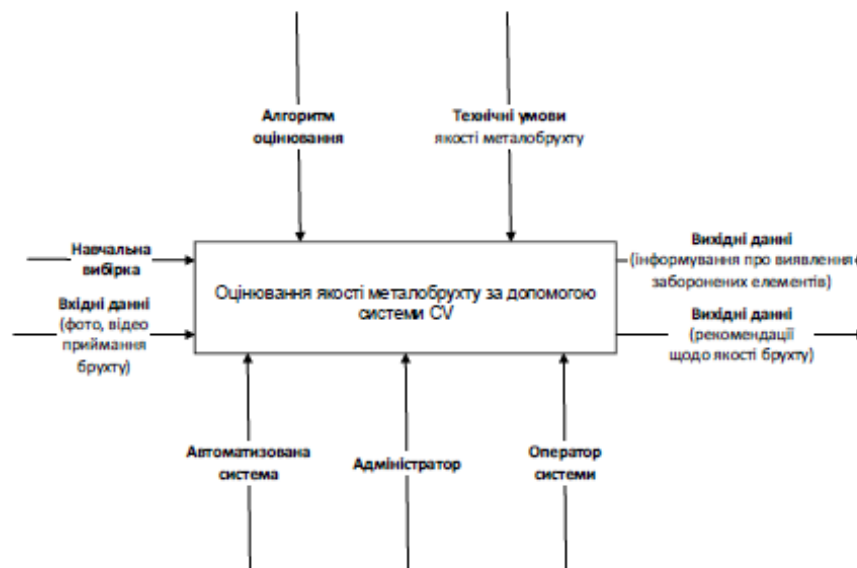 Алгоритм
оцінювання
Технічні умови
якості металобрухту
Навчальна
вибірка
Вхідні данні
(фото, відео
приймання
брухту)
Оцінювання якості металобрухту за допомогою
системи CV
Вихідні данні
(інформування про виявлення
заборонених елементів)
Вихідні данні
(рекомендації
щодо якості брухту)
Автоматизована
система
Адміністратор
Оператор
системи